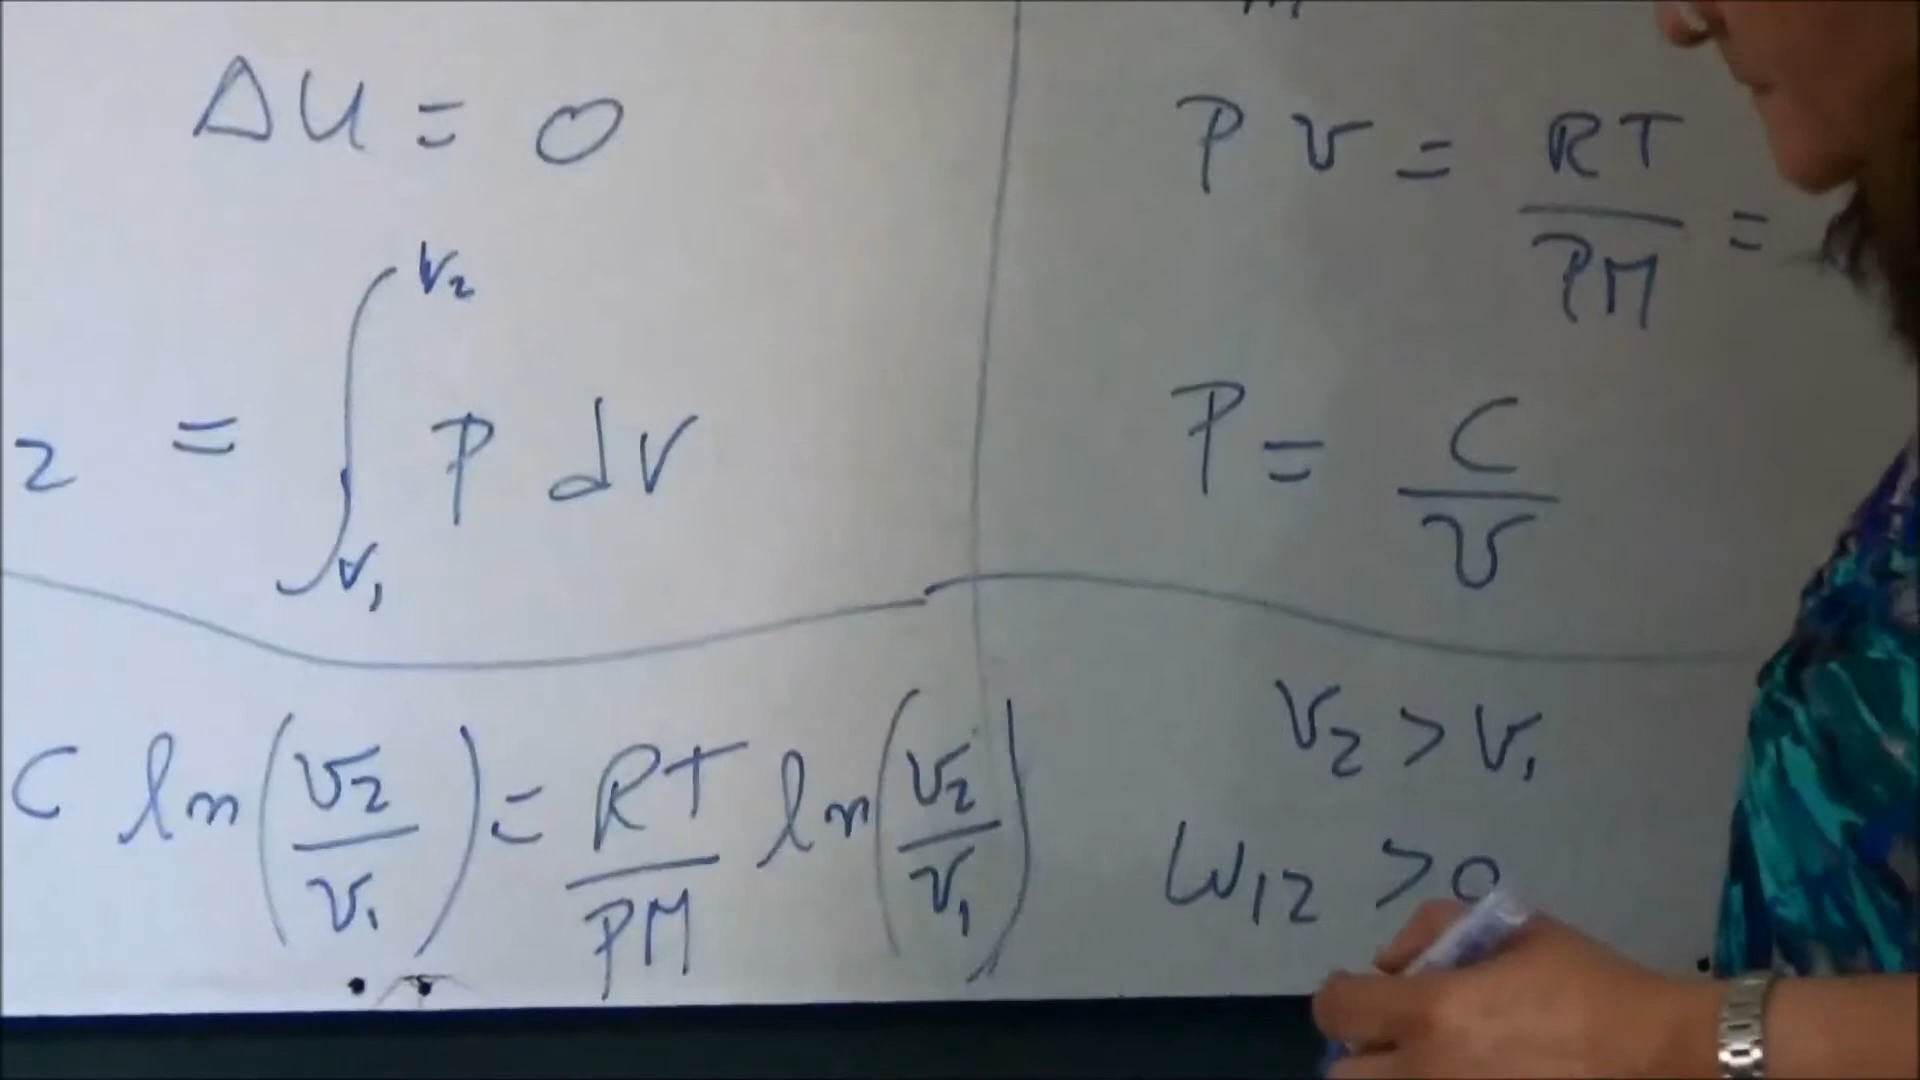 ΔU = 0
2 = ∫_{v₁}^{v₂} P dv
C ln(v₂/v₁) = RT/PM ln(v₂/v₁)
P v = RT/PM =
P = C/v
v₂ > v₁
W₁₂ > 0